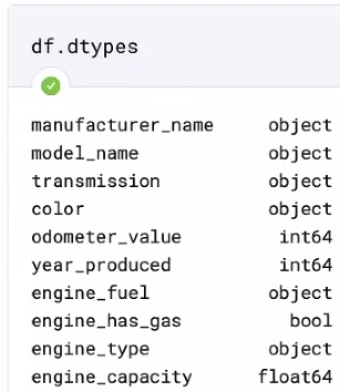 df.dtypes
manufacturer_name object
model_name object
transmission object
color object
odometer_value int64
year_produced int64
engine_fuel object
engine_has_gas bool
engine_type object
engine_capacity float64